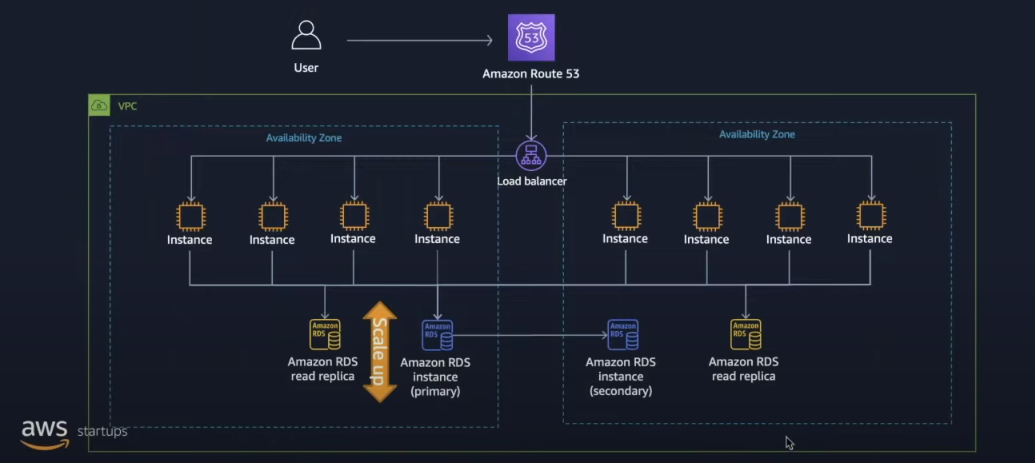 53
User
Amazon Route 53
VPC
Availability Zone
Availability Zone
Load balancer
Instance
Instance
Instance
Instance
Instance
Instance
Instance
Instance
Amazon
RDS
Amazon RDS
read replica
Scale up
Amazon
RDS
Amazon RDS
instance
(primary)
Amazon
RDS
Amazon RDS
instance
(secondary)
Amazon
RDS
Amazon RDS
read replica
aws startups